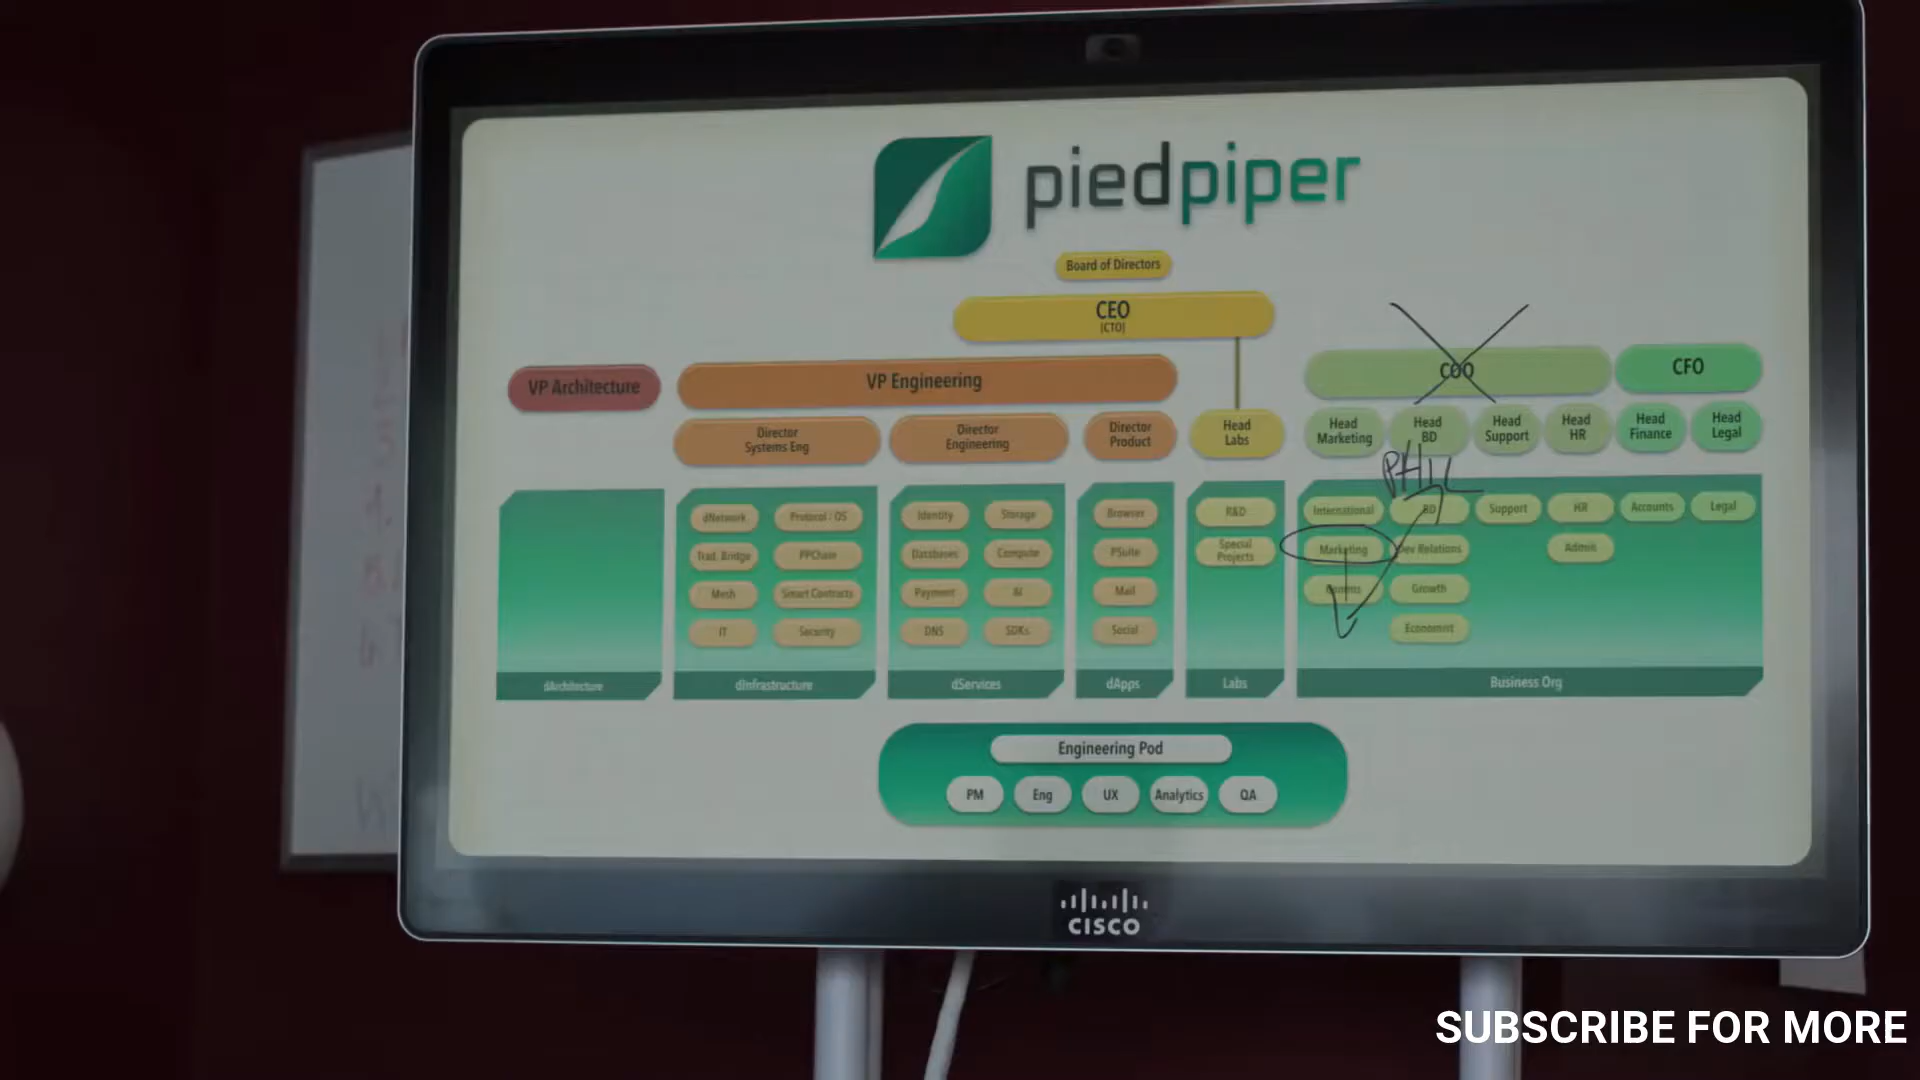 piedpiper
Board of Directors
CEO
(CTO)
VP Architecture
VP Engineering
COO
CFO
Director Systems Eng
Director Engineering
Director Product
Head Labs
Head Marketing
Head BD
Head Support
Head HR
Head Finance
Head Legal
PHIL
dNetwork
Protocol / OS
Trad. Bridge
PPChain
Mesh
Smart Contracts
IT
Security
Identity
Storage
Databases
Compute
Payment
AI
DNS
SDKs
Browser
PSuite
Mail
Social
R&D
Special Projects
International
BD
Support
HR
Accounts
Legal
Marketing
Dev Relations
Admin
Comms
Growth
Economist
dArchitecture
dInfrastructure
dServices
dApps
Labs
Business Org
Engineering Pod
PM
Eng
UX
Analytics
QA
CISCO
SUBSCRIBE FOR MORE